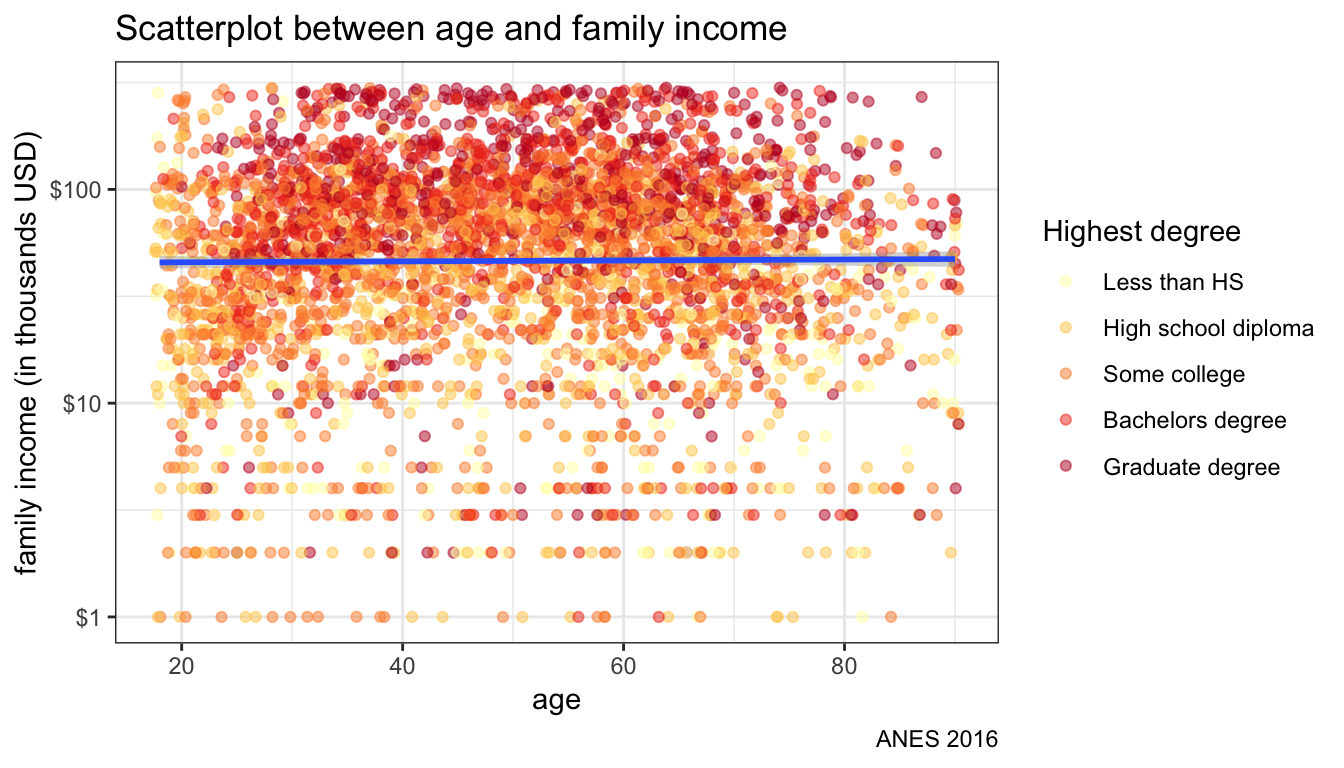 Scatterplot between age and family income
family income (in thousands USD)
$100
$10
$1
20 40 60 80
age
Highest degree
Less than HS
High school diploma
Some college
Bachelors degree
Graduate degree
ANES 2016